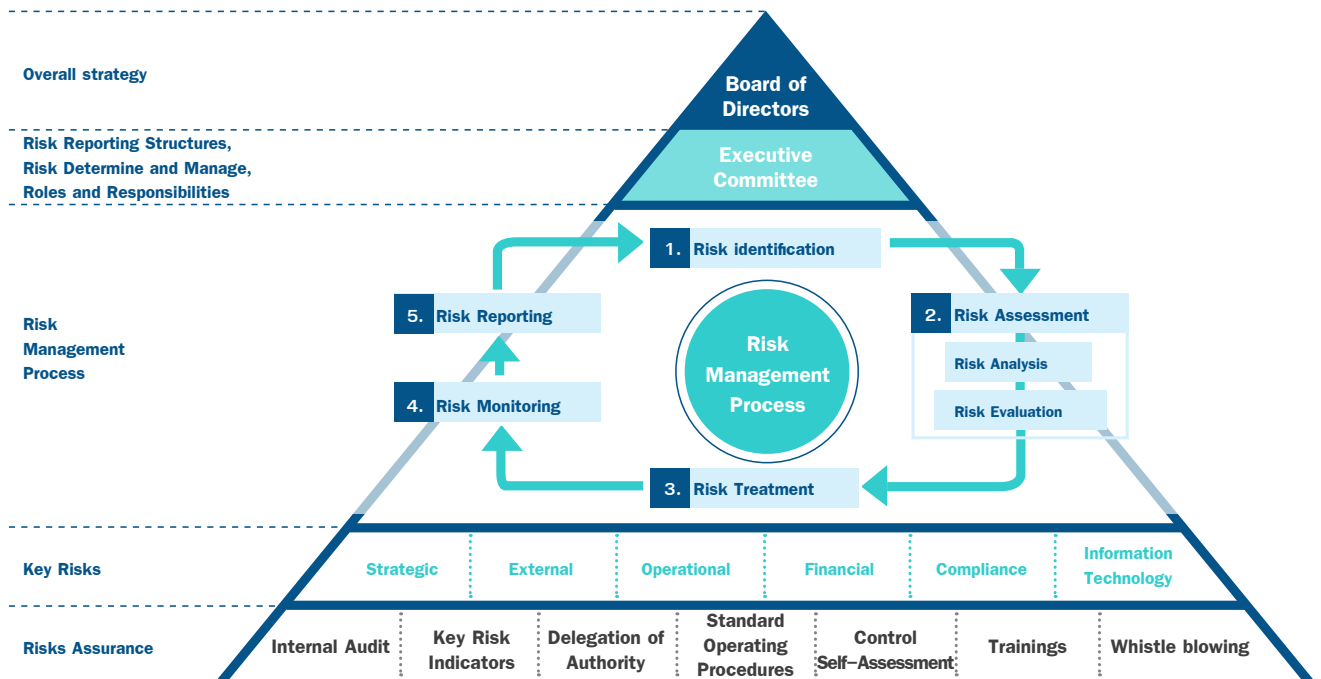 Overall strategy
Board of
Directors
Risk Reporting Structures,
Risk Determine and Manage,
Roles and Responsibilities
Executive
Committee
Risk
Management
Process
1. Risk identification
2. Risk Assessment
Risk Analysis
Risk Evaluation
3. Risk Treatment
4. Risk Monitoring
5. Risk Reporting
Risk
Management
Process
Key Risks
Strategic
External
Operational
Financial
Compliance
Information
Technology
Risks Assurance
Internal Audit
Key Risk
Indicators
Delegation of
Authority
Standard
Operating
Procedures
Control
Self–Assessment
Trainings
Whistle blowing